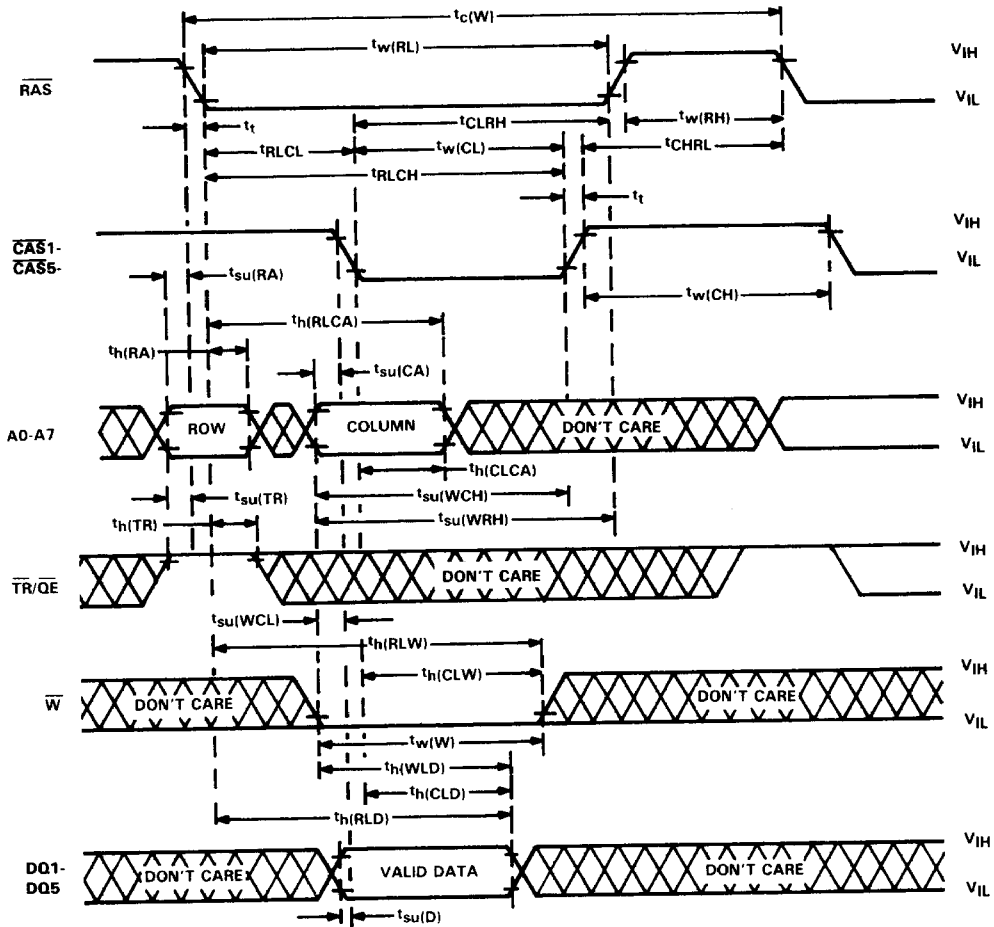 tc(W)
tw(RL)
VIH
RAS
VIL
tt
tCLRH
tw(RH)
tRLCL
tw(CL)
tCHRL
tRLCH
tt
VIH
CAS1-
CAS5-
VIL
tsu(RA)
tw(CH)
th(RLCA)
th(RA)
tsu(CA)
VIH
A0-A7
ROW
COLUMN
DON'T CARE
VIL
th(CLCA)
tsu(TR)
tsu(WCH)
th(TR)
tsu(WRH)
VIH
TR/QE
DON'T CARE
VIL
tsu(WCL)
th(RLW)
th(CLW)
VIH
W
DON'T CARE
DON'T CARE
VIL
tw(W)
th(WLD)
th(CLD)
th(RLD)
VIH
DQ1-
DQ5
DON'T CARE
VALID DATA
DON'T CARE
VIL
tsu(D)